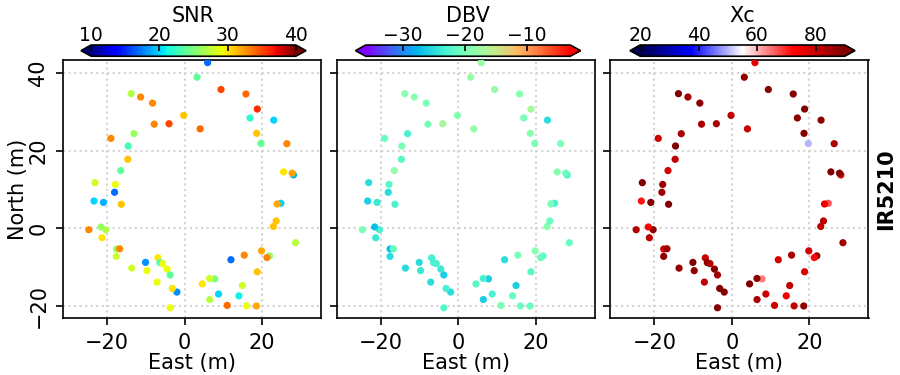 SNR DBV Xc
10 20 30 40 −30 −20 −10 20 40 60 80
40
20
0
−20
North (m)
IR5210
−20 0 20 −20 0 20 −20 0 20
East (m) East (m) East (m)